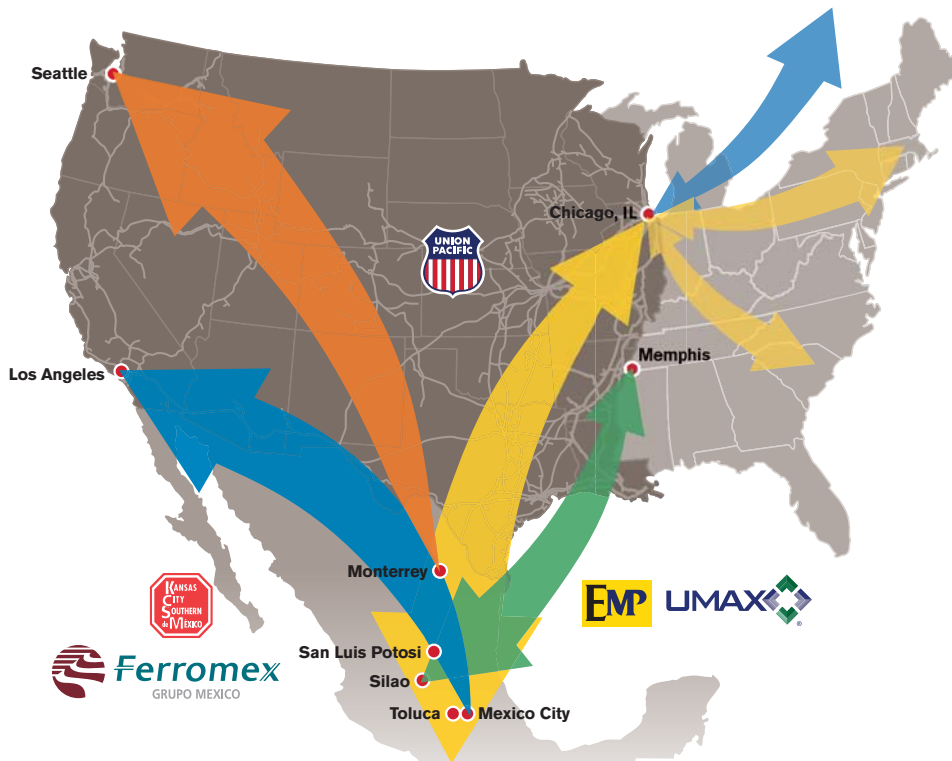 Seattle
Chicago, IL
UNION
PACIFIC
Memphis
Los Angeles
Monterrey
KANSAS
CITY
SOUTHERN
de MÉXICO
EMP UMAX
®
Ferromex
GRUPO MEXICO
San Luis Potosi
Silao
Toluca
Mexico City